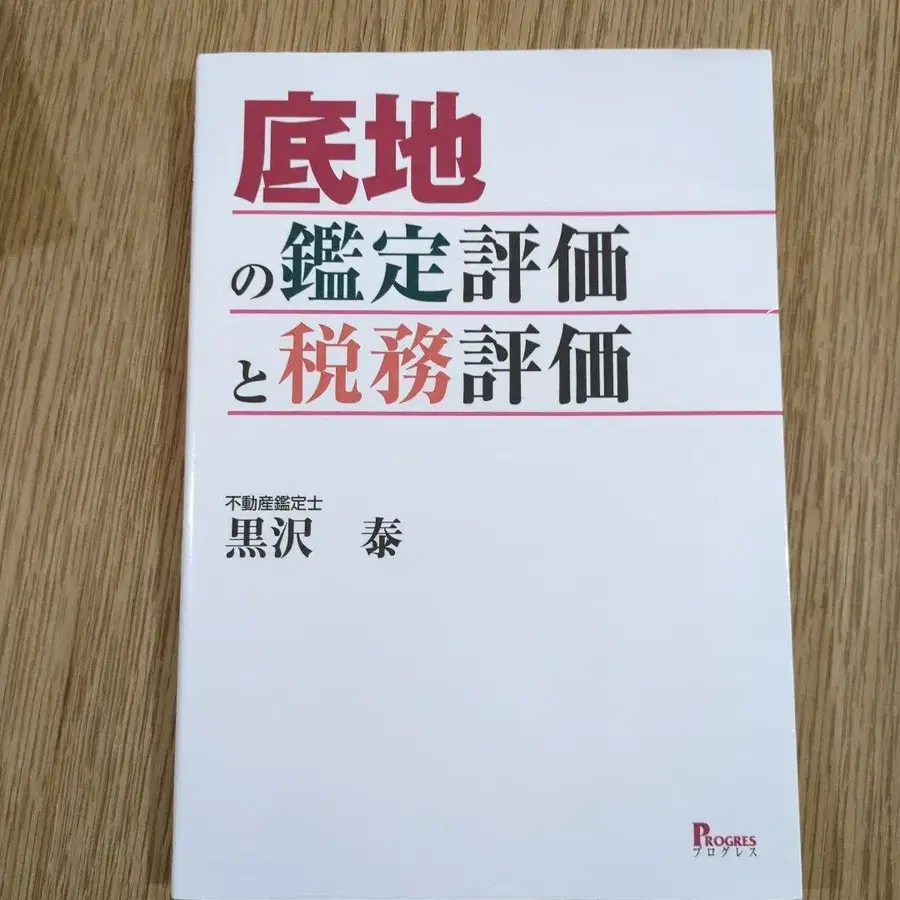 底地
の鑑定評価
と税務評価
不動産鑑定士
黒沢 泰
PROGRES
プログレス